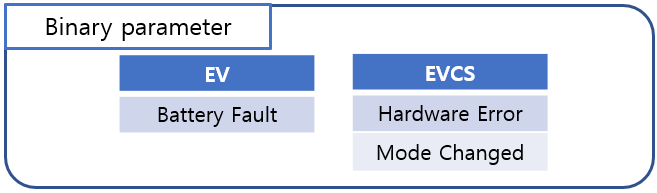 Binary parameter
EV
Battery Fault
EVCS
Hardware Error
Mode Changed